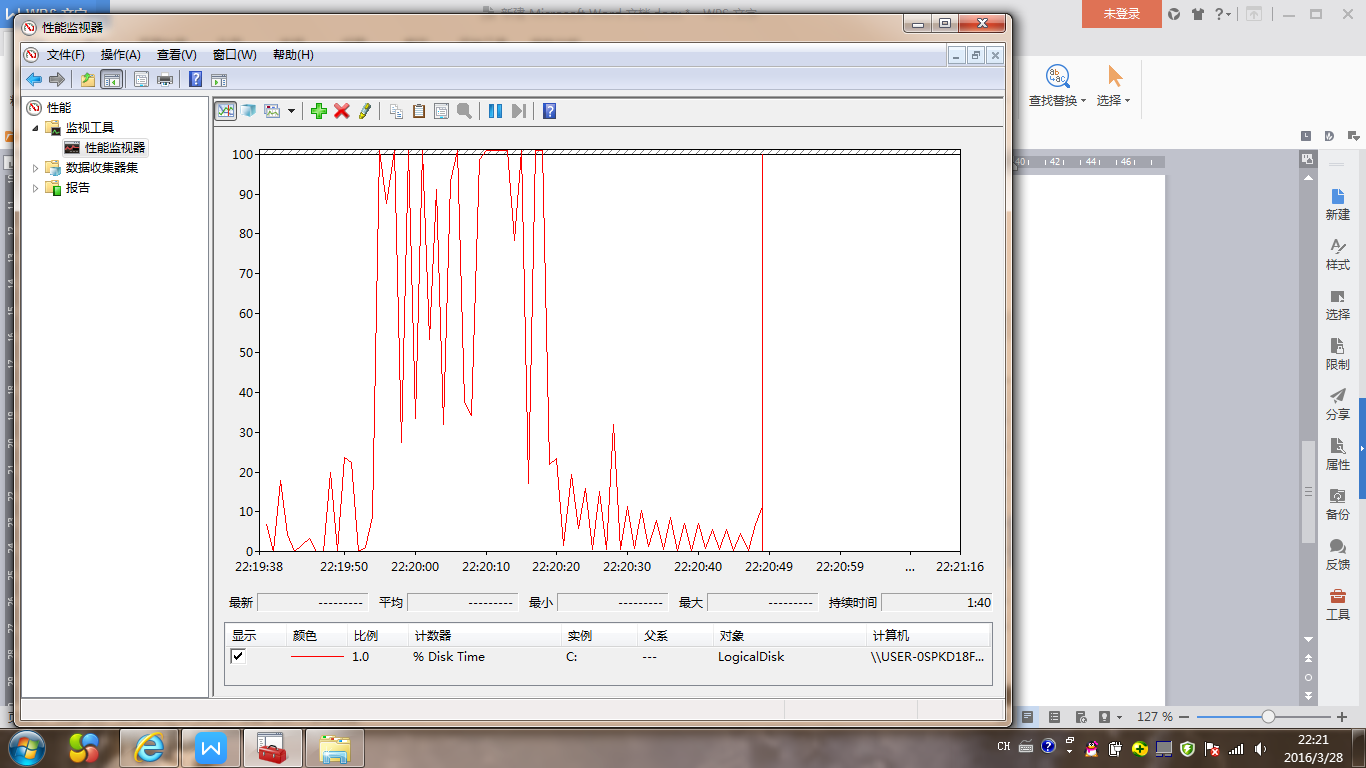 性能监视器
未登录
文件(F) 操作(A) 查看(V) 窗口(W) 帮助(H)
查找替换 选择
性能
监视工具
性能监视器
数据收集器集
报告
100
90
80
70
60
50
40
30
20
10
0
22:19:38 22:19:50 22:20:00 22:20:10 22:20:20 22:20:30 22:20:40 22:20:49 22:20:59 ... 22:21:16
最新 --------- 平均 --------- 最小 --------- 最大 --------- 持续时间 1:40
显示 颜色 比例 计数器 实例 父系 对象 计算机
1.0 % Disk Time C: --- LogicalDisk \\USER-0SPKD18F...
40 42 44 46
新建
样式
选择
限制
分享
属性
备份
反馈
工具
127 %
CH
22:21
2016/3/28